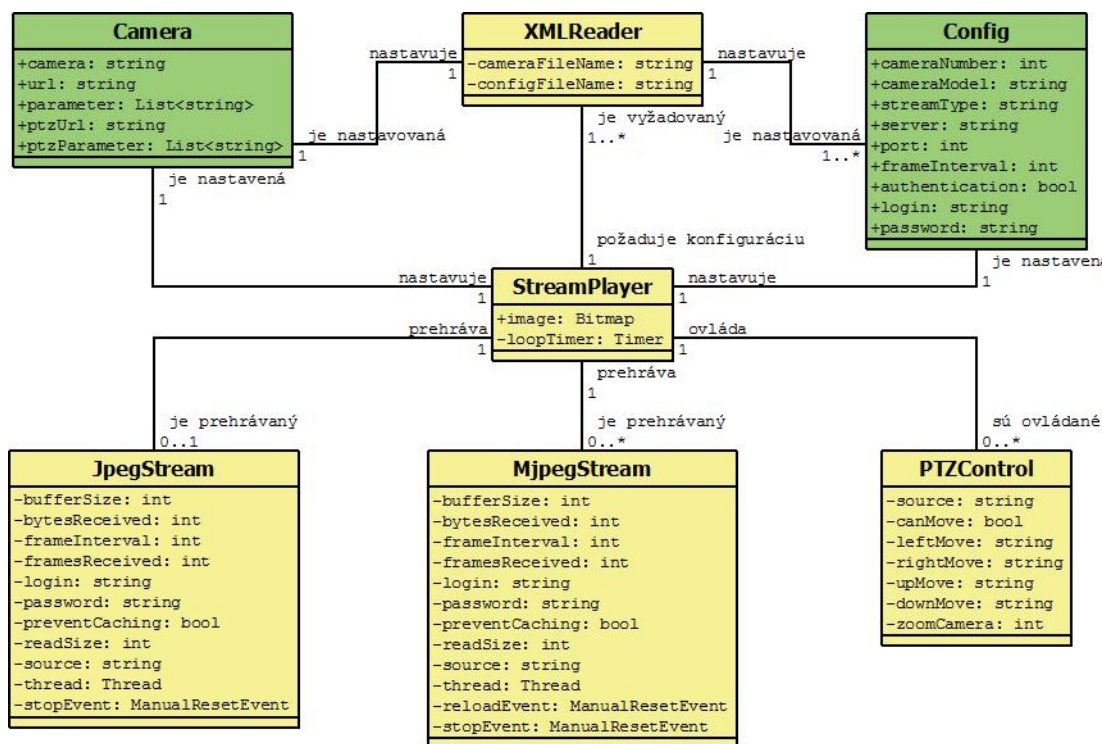 Camera
+camera: string
+url: string
+parameter: List<string>
+ptzUrl: string
+ptzParameter: List<string>
XMLReader
-cameraFileName: string
-configFileName: string
Config
+cameraNumber: int
+cameraModel: string
+streamType: string
+server: string
+port: int
+frameInterval: int
+authentication: bool
+login: string
+password: string
nastavuje
1
je nastavovaná
1
nastavuje
1
je nastavovaná
1..*
je vyžadovaný
1..*
požaduje konfiguráciu
1
je nastavená
1
nastavuje
1
nastavuje
1
je nastavena
1
StreamPlayer
+image: Bitmap
-loopTimer: Timer
prehráva
1
ovláda
1
prehráva
1
je prehrávaný
0..1
je prehrávaný
0..*
sú ovládané
0..*
JpegStream
-bufferSize: int
-bytesReceived: int
-frameInterval: int
-framesReceived: int
-login: string
-password: string
-preventCaching: bool
-readSize: int
-source: string
-thread: Thread
-stopEvent: ManualResetEvent
MjpegStream
-bufferSize: int
-bytesReceived: int
-frameInterval: int
-framesReceived: int
-login: string
-password: string
-preventCaching: bool
-readSize: int
-source: string
-thread: Thread
-reloadEvent: ManualResetEvent
-stopEvent: ManualResetEvent
PTZControl
-source: string
-canMove: bool
-leftMove: string
-rightMove: string
-upMove: string
-downMove: string
-zoomCamera: int